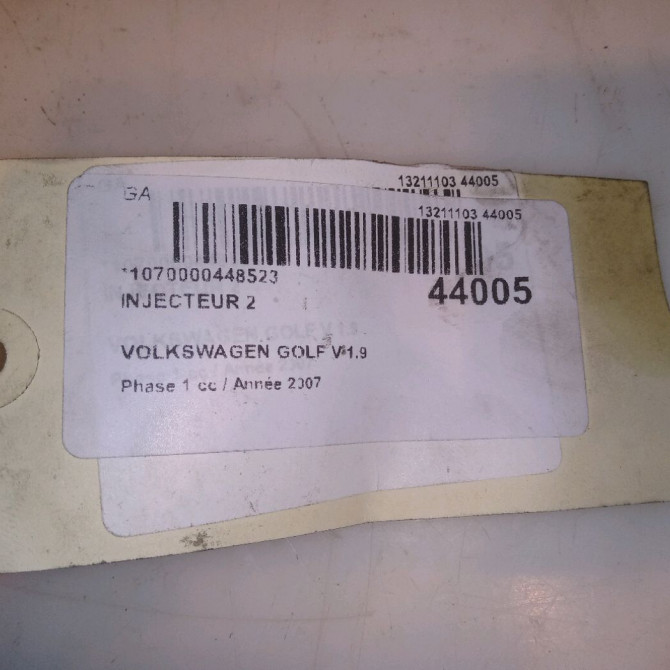 13211103 44005
GA
13211103 44005
*1070000448523
44005
INJECTEUR 2
VOLKSWAGEN GOLF V 1.9
Phase 1 cc / Année 2007